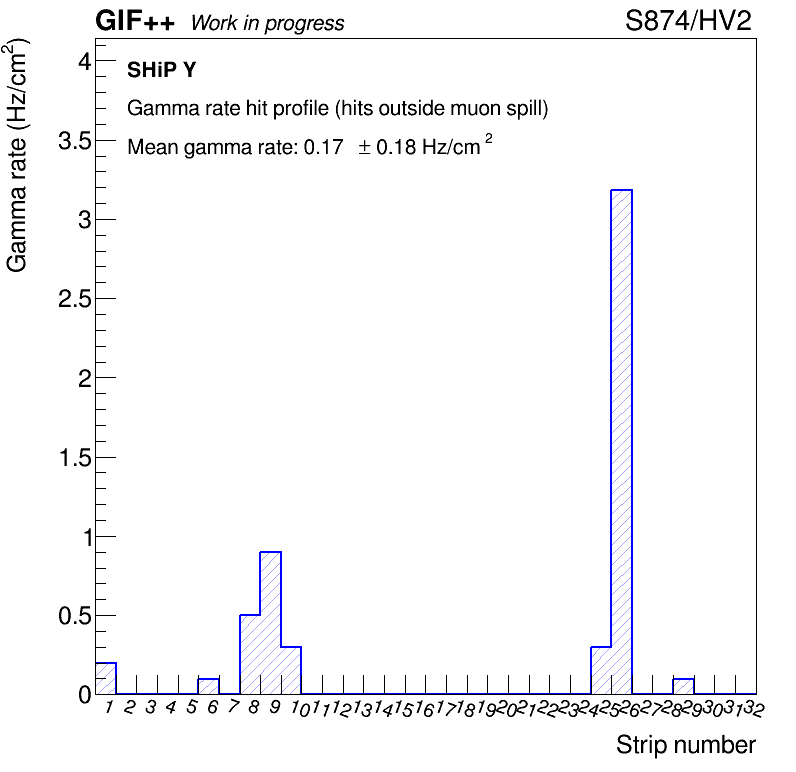 GIF++ Work in progress S874/HV2
Gamma rate (Hz/cm2)
SHiP Y
Gamma rate hit profile (hits outside muon spill)
Mean gamma rate: 0.17 ± 0.18 Hz/cm 2
4
3.5
3
2.5
2
1.5
1
0.5
0
1 2 3 4 5 6 7 8 9 10 11 12 13 14 15 16 17 18 19 20 21 22 23 24 25 26 27 28 29 30 31 32
Strip number